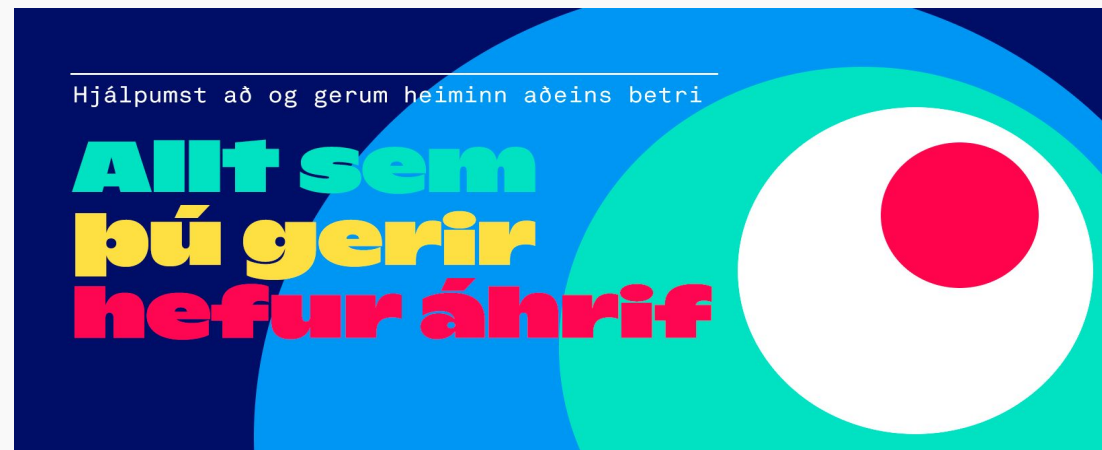 Hjálpumst að og gerum heiminn aðeins betri
Allt sem
þú gerir
hefur áhrif